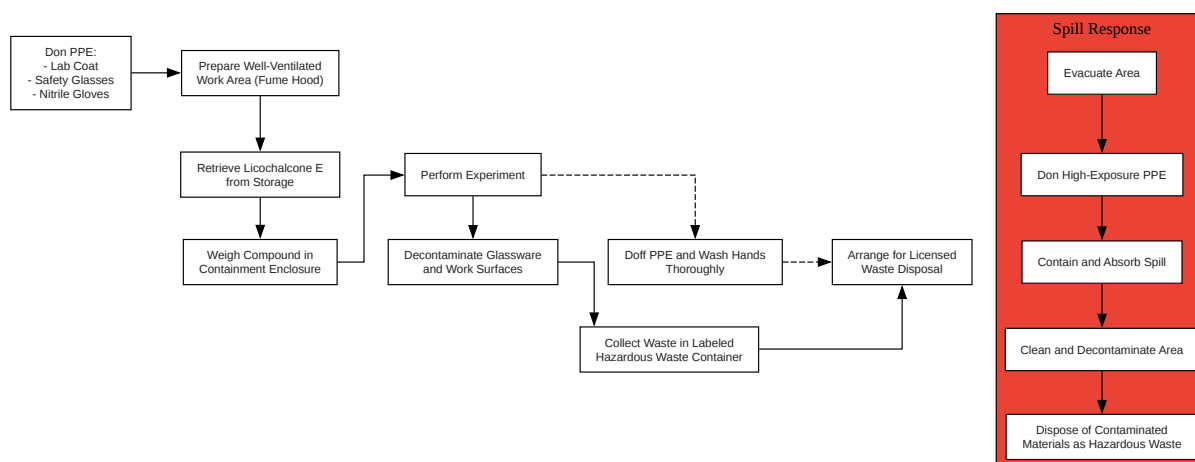 Don PPE:
- Lab Coat
- Safety Glasses
- Nitrile Gloves
Prepare Well-Ventilated
Work Area (Fume Hood)
Retrieve Licochalcone E
from Storage
Weigh Compound in
Containment Enclosure
Perform Experiment
Decontaminate Glassware
and Work Surfaces
Doff PPE and Wash Hands
Thoroughly
Collect Waste in Labeled
Hazardous Waste Container
Arrange for Licensed
Waste Disposal
Spill Response
Evacuate Area
Don High-Exposure PPE
Contain and Absorb Spill
Clean and Decontaminate Area
Dispose of Contaminated
Materials as Hazardous Waste